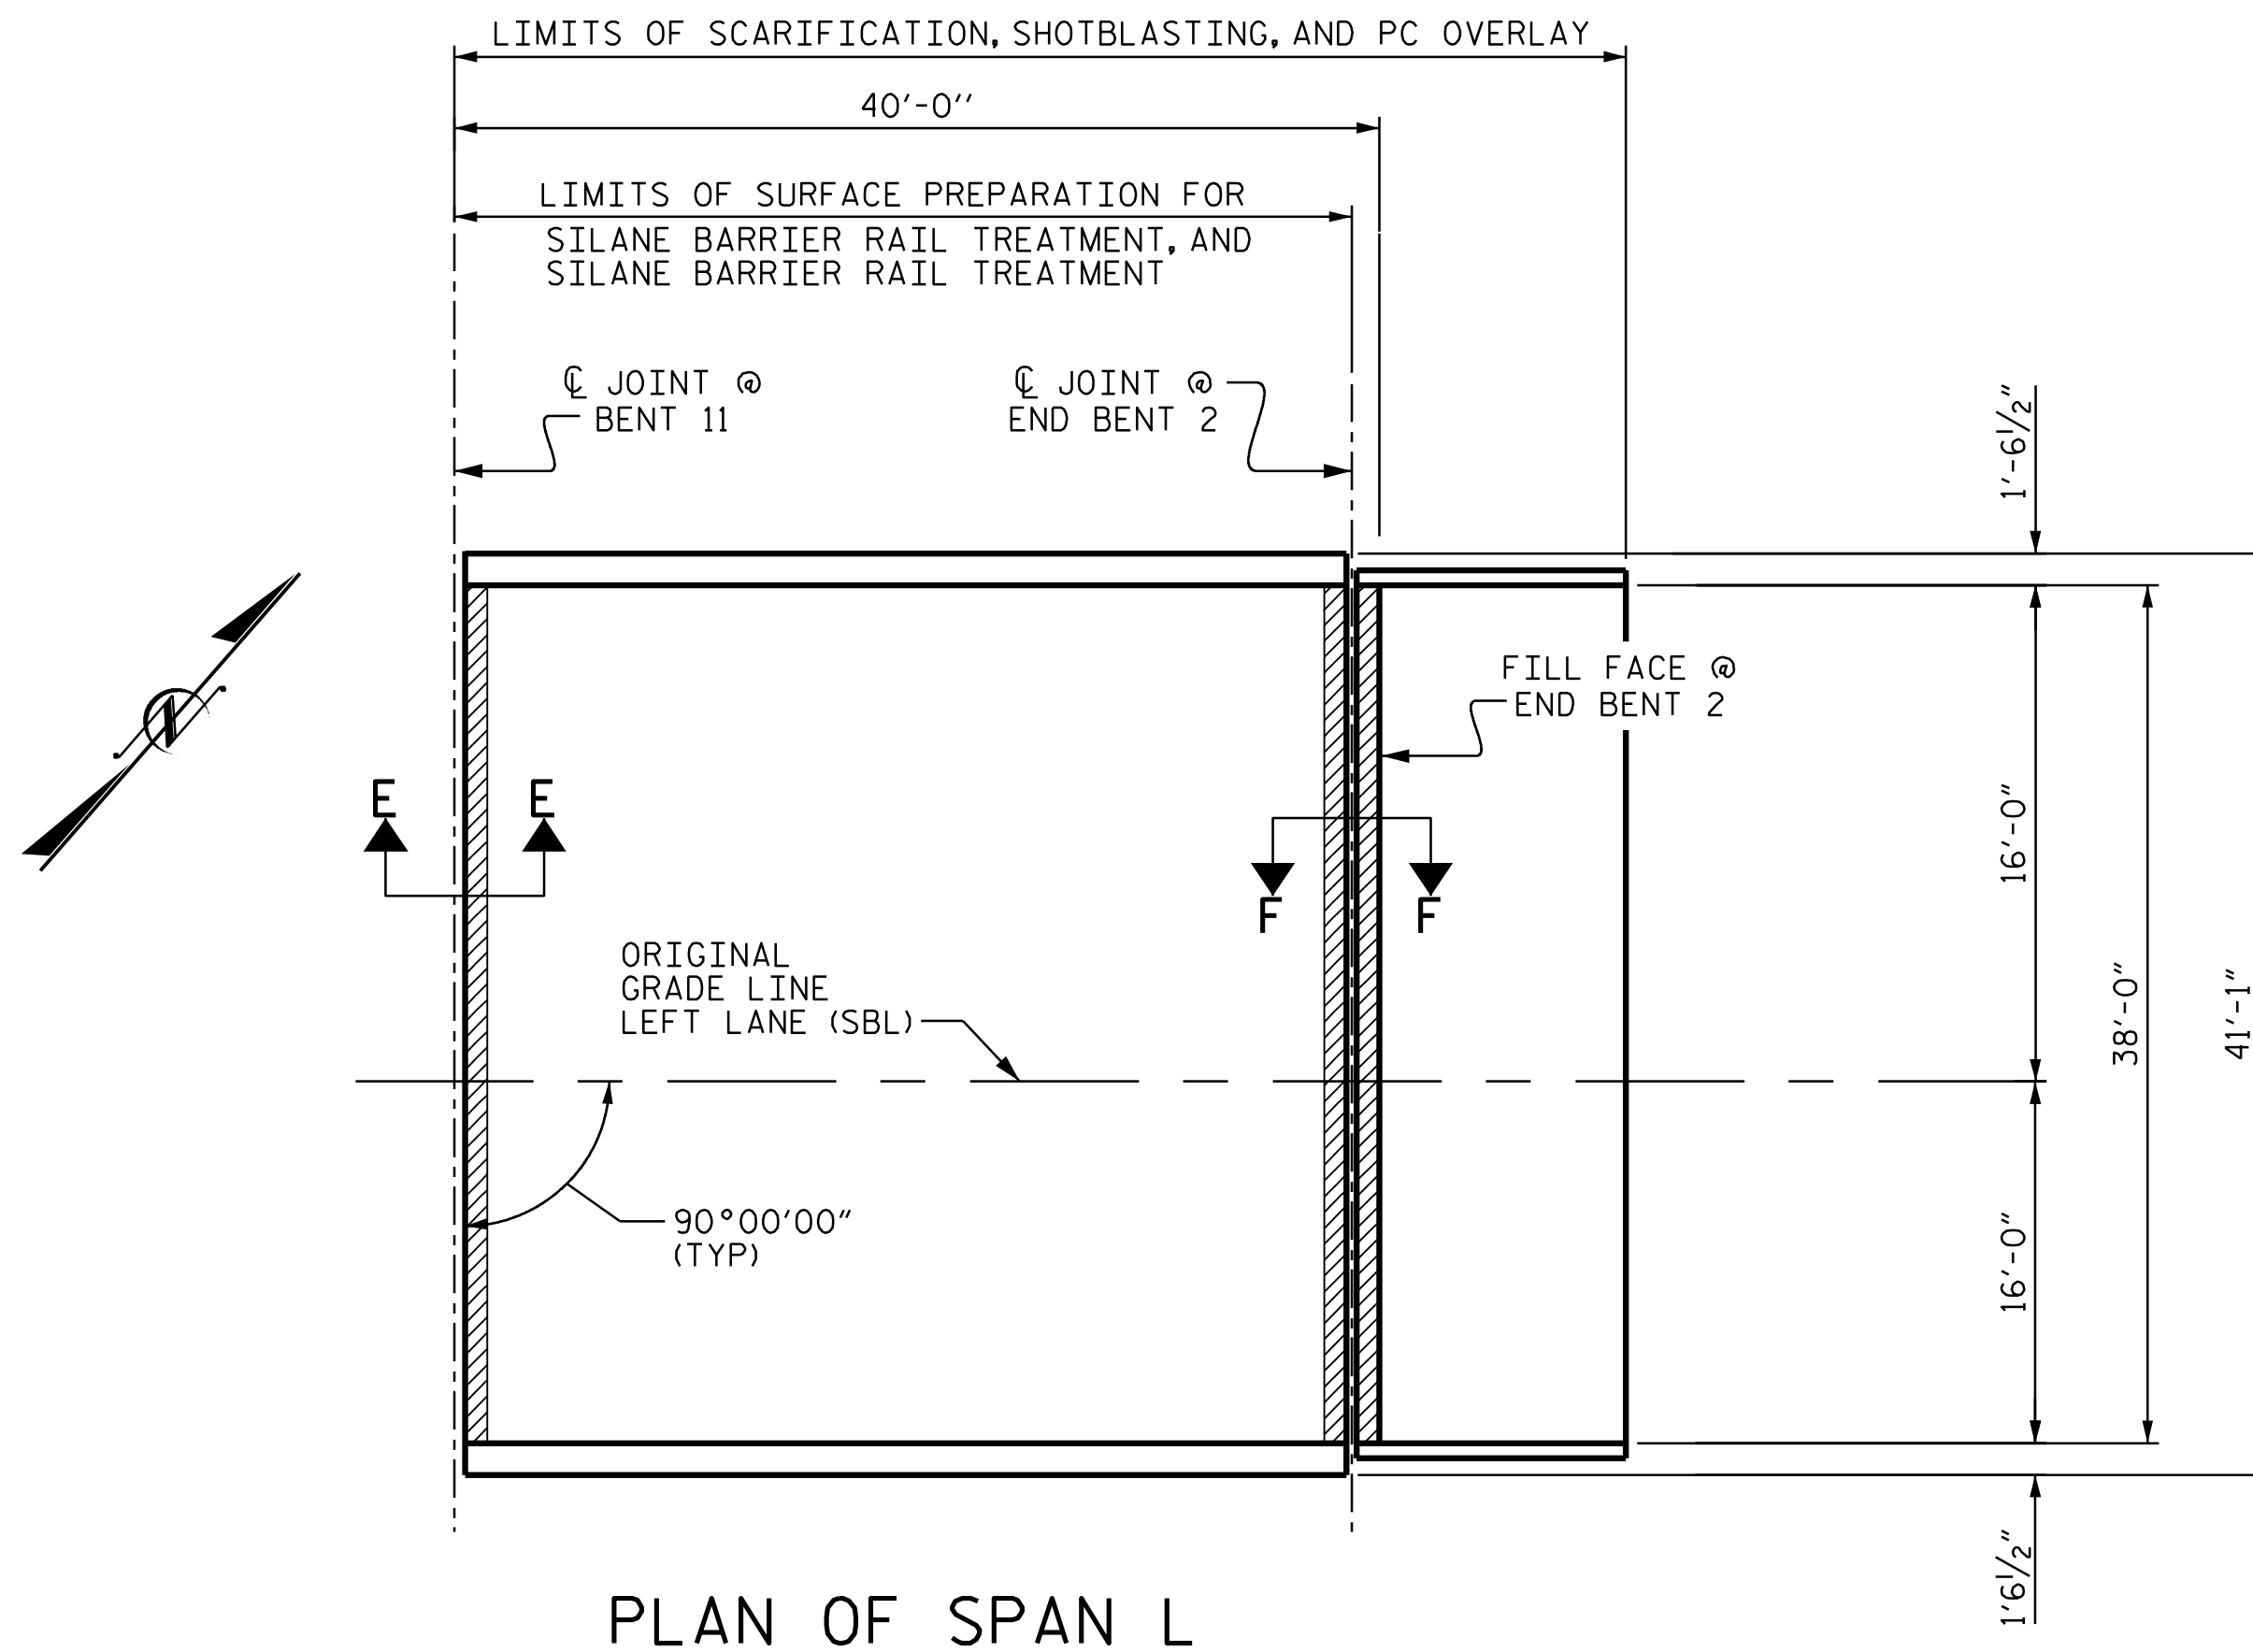 LIMITS OF SCARIFICATION, SHOTBLASTING, AND PC OVERLAY
40'-0''
LIMITS OF SURFACE PREPARATION FOR
SILANE BARRIER RAIL TREATMENT, AND
SILANE BARRIER RAIL TREATMENT
℄ JOINT @
BENT 11
℄ JOINT @
END BENT 2
1'-6½"
N
FILL FACE @
END BENT 2
E E
F F
16'-0"
ORIGINAL
GRADE LINE
LEFT LANE (SBL)
38'-0"
41'-1"
90°00'00"
(TYP)
16'-0"
1'6½"
PLAN OF SPAN L